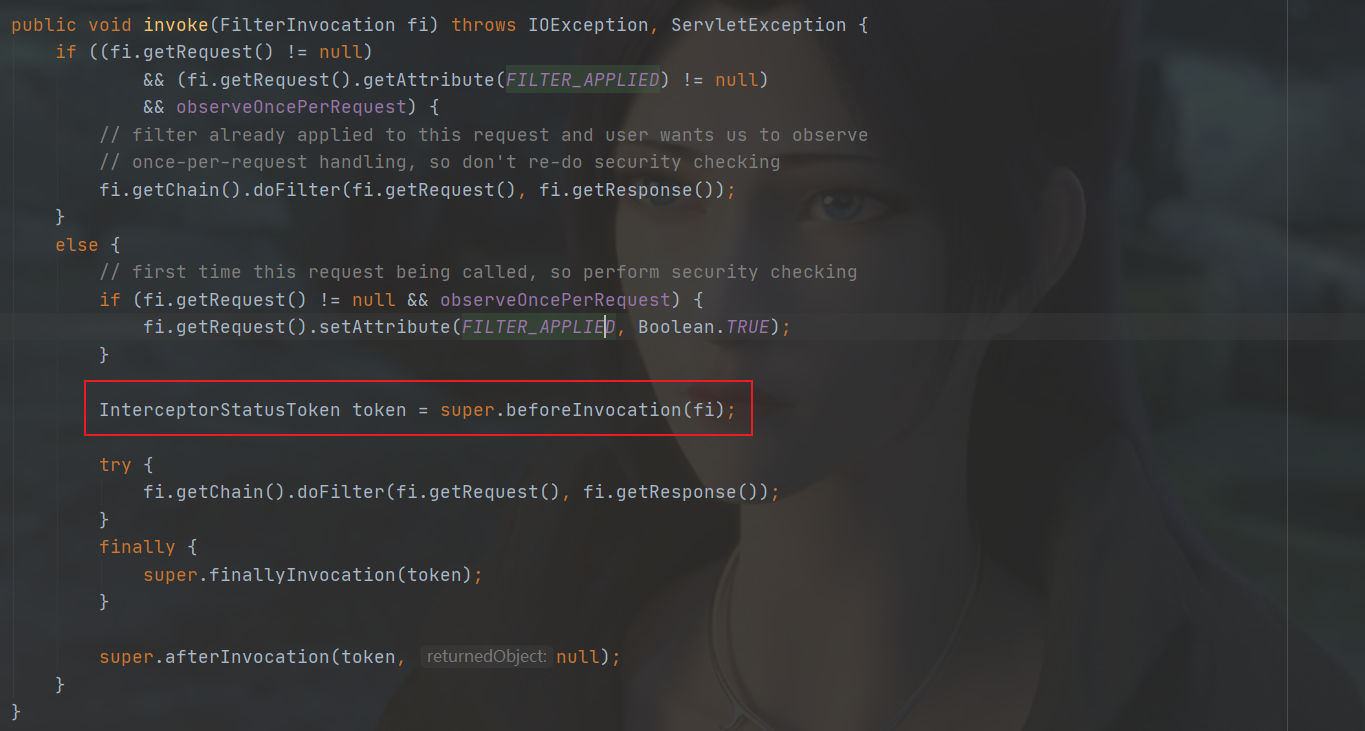 public void invoke(FilterInvocation fi) throws IOException, ServletException {
    if ((fi.getRequest() != null)
            && (fi.getRequest().getAttribute(FILTER_APPLIED) != null)
            && observeOncePerRequest) {
        // filter already applied to this request and user wants us to observe
        // once-per-request handling, so don't re-do security checking
        fi.getChain().doFilter(fi.getRequest(), fi.getResponse());
    }
    else {
        // first time this request being called, so perform security checking
        if (fi.getRequest() != null && observeOncePerRequest) {
            fi.getRequest().setAttribute(FILTER_APPLIED, Boolean.TRUE);
        }
        InterceptorStatusToken token = super.beforeInvocation(fi);
        try {
            fi.getChain().doFilter(fi.getRequest(), fi.getResponse());
        }
        finally {
            super.finallyInvocation(token);
        }
        super.afterInvocation(token, returnedObject: null);
    }
}